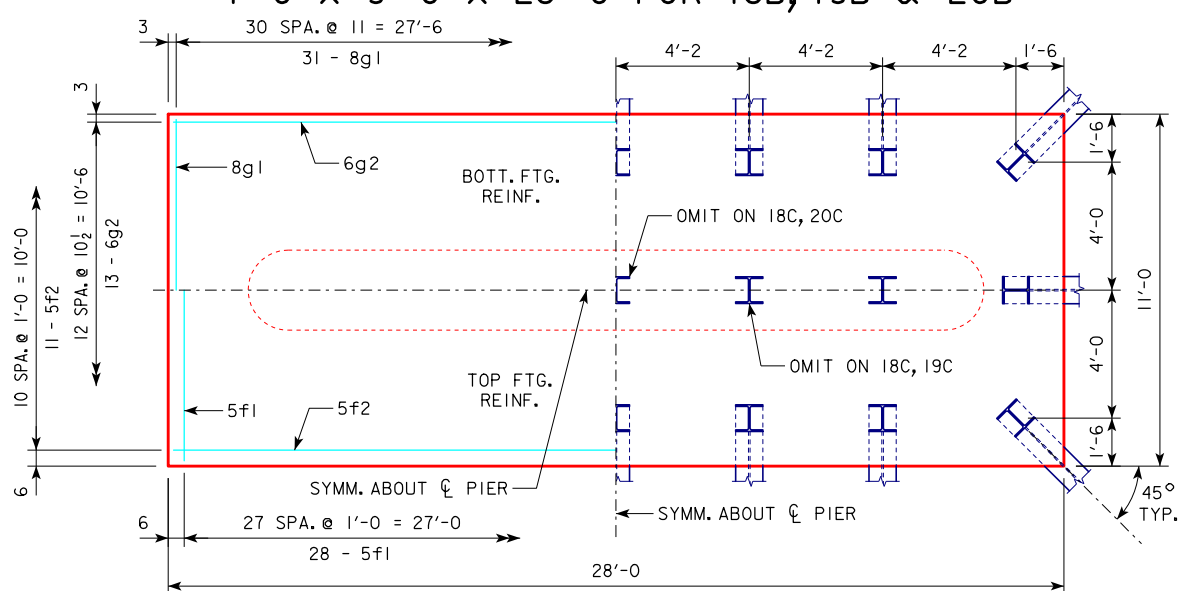 3
30 SPA. @ 11 = 27'-6
31 - 8g1
4'-2
4'-2
4'-2
1'-6
3
8g1
6g2
BOTT. FTG.
REINF.
OMIT ON 18C, 20C
1'-6
4'-0
11'-0
4'-0
1'-6
10 SPA. @ 1'-0 = 10'-0
11 - 5f2
12 SPA. @ 10½ = 10'-6
13 - 6g2
TOP FTG.
REINF.
OMIT ON 18C, 19C
5f1
5f2
6
SYMM. ABOUT ℄ PIER
SYMM. ABOUT ℄ PIER
45°
TYP.
6
27 SPA. @ 1'-0 = 27'-0
28 - 5f1
28'-0